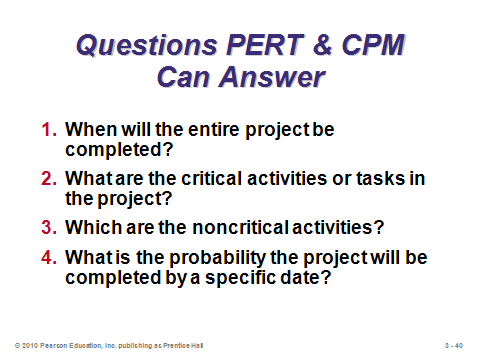 Questions PERT & CPM
Can Answer
1. When will the entire project be
completed?
2. What are the critical activities or tasks in
the project?
3. Which are the noncritical activities?
4. What is the probability the project will be
completed by a specific date?
© 2010 Pearson Education, Inc. publishing as Prentice Hall
3 - 40